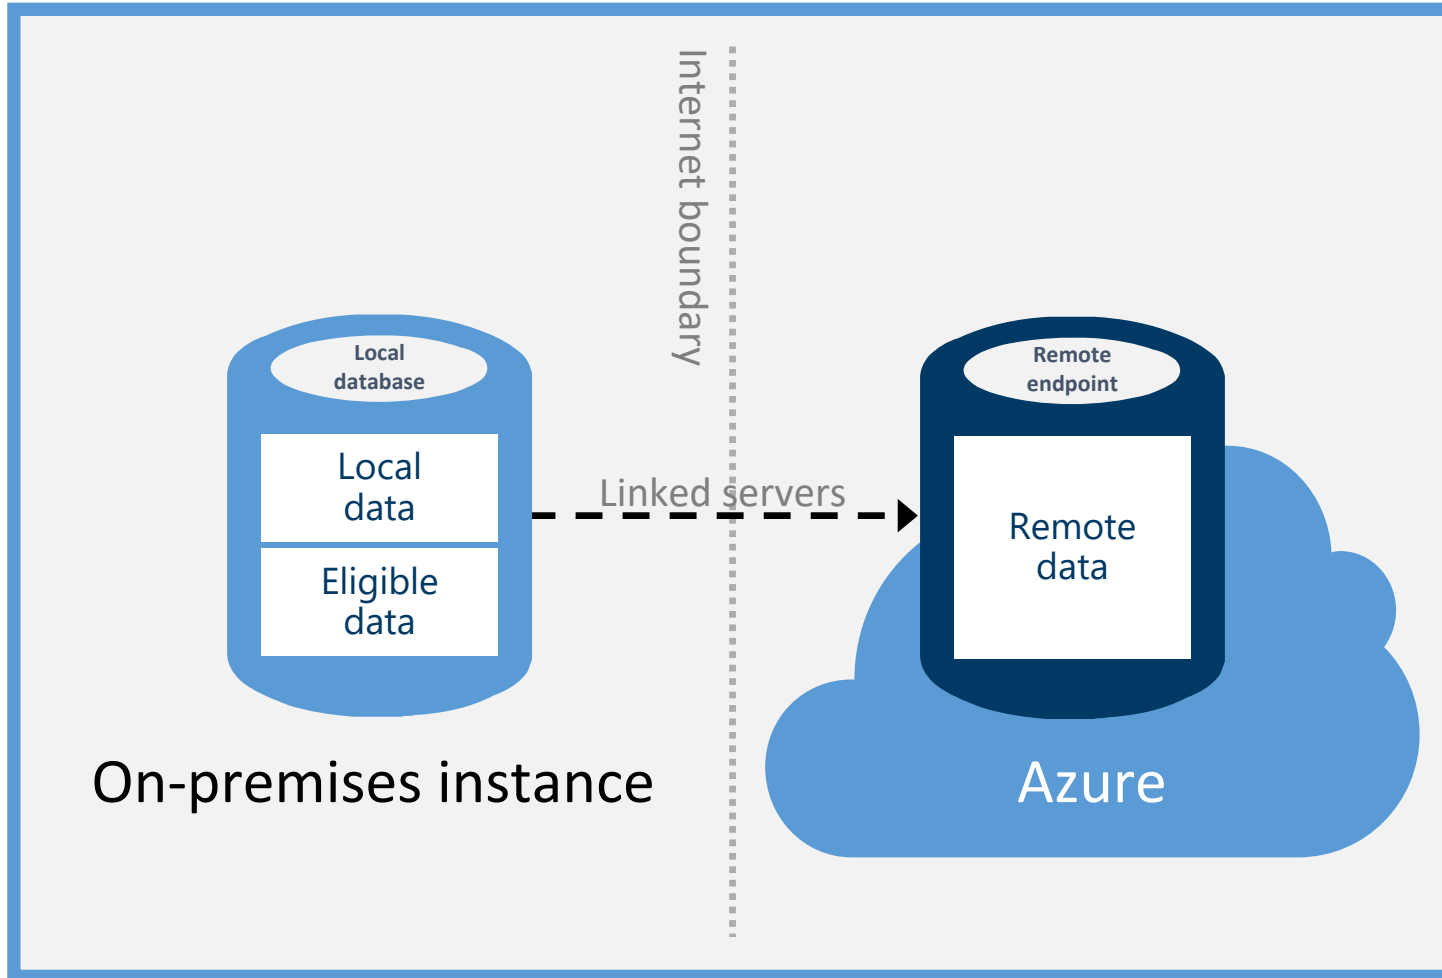 Internet boundary
Local
database
Local
data
Eligible
data
On-premises instance
Linked servers
Remote
endpoint
Remote
data
Azure